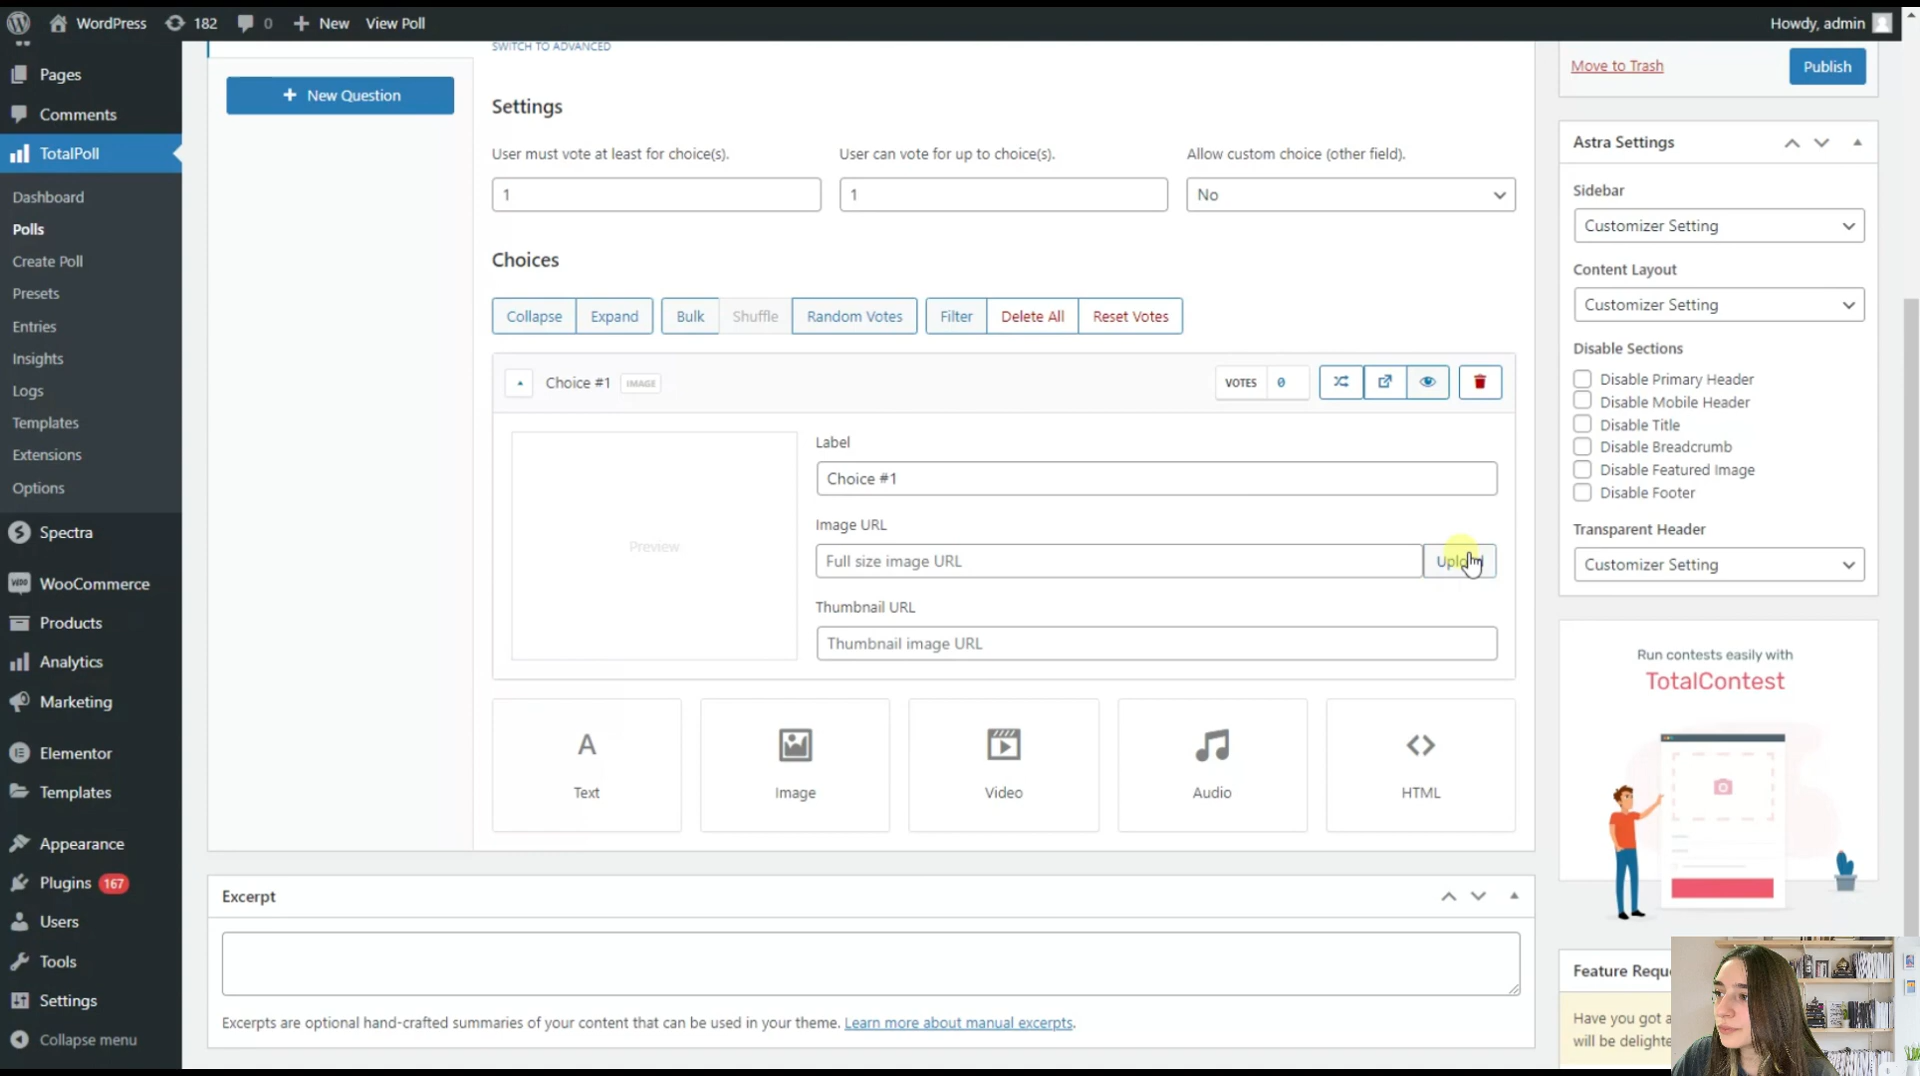 WordPress 182 0 New View Poll Howdy, admin
Pages
Comments
TotalPoll
Dashboard
Polls
Create Poll
Presets
Entries
Insights
Logs
Templates
Extensions
Options
Spectra
WooCommerce
Products
Analytics
Marketing
Elementor
Templates
Appearance
Plugins 167
Users
Tools
Settings
Collapse menu
SWITCH TO ADVANCED
+ New Question
Settings
User must vote at least for choice(s). User can vote for up to choice(s). Allow custom choice (other field).
1 1 No
Choices
Collapse Expand Bulk Shuffle Random Votes Filter Delete All Reset Votes
Choice #1 IMAGE VOTES 0
Preview
Label
Choice #1
Image URL
Full size image URL
Thumbnail URL
Thumbnail image URL
Text Image Video Audio HTML
Excerpt
Excerpts are optional hand-crafted summaries of your content that can be used in your theme. Learn more about manual excerpts.
Move to Trash Publish
Astra Settings
Sidebar
Customizer Setting
Content Layout
Customizer Setting
Disable Sections
Disable Primary Header
Disable Mobile Header
Disable Title
Disable Breadcrumb
Disable Featured Image
Disable Footer
Transparent Header
Customizer Setting
Run contests easily with
TotalContest
Feature
Have you got a
will be